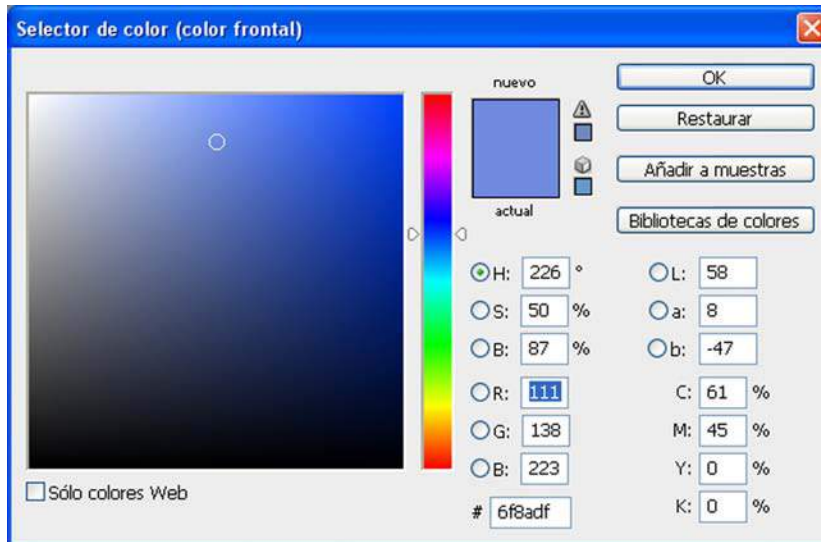 Selector de color (color frontal)
nuevo
actual
OK
Restaurar
Añadir a muestras
Bibliotecas de colores
H: 226 °
S: 50 %
B: 87 %
R: 111
G: 138
B: 223
# 6f8adf
L: 58
a: 8
b: -47
C: 61 %
M: 45 %
Y: 0 %
K: 0 %
Sólo colores Web